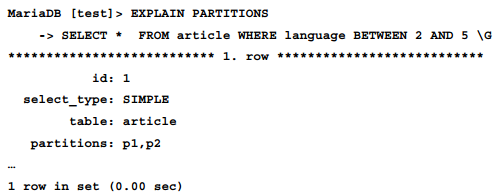 MariaDB [test]> EXPLAIN PARTITIONS
    -> SELECT *  FROM article WHERE language BETWEEN 2 AND 5 \G
*************************** 1. row ***************************
           id: 1
  select_type: SIMPLE
        table: article
   partitions: p1,p2
…
1 row in set (0.00 sec)